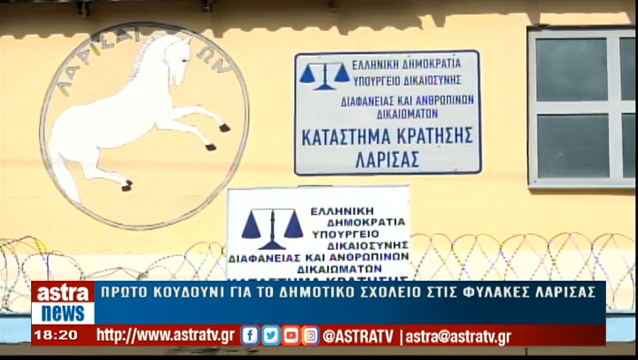 ΛΑΡΙΣΑΙΩΝ
ΕΛΛΗΝΙΚΗ ΔΗΜΟΚΡΑΤΙΑ
ΥΠΟΥΡΓΕΙΟ ΔΙΚΑΙΟΣΥΝΗΣ
ΔΙΑΦΑΝΕΙΑΣ ΚΑΙ ΑΝΘΡΩΠΙΝΩΝ
ΔΙΚΑΙΩΜΑΤΩΝ
ΚΑΤΑΣΤΗΜΑ ΚΡΑΤΗΣΗΣ
ΛΑΡΙΣΑΣ
ΕΛΛΗΝΙΚΗ
ΔΗΜΟΚΡΑΤΙΑ
ΥΠΟΥΡΓΕΙΟ
ΔΙΚΑΙΟΣΥΝΗΣ
ΔΙΑΦΑΝΕΙΑΣ ΚΑΙ ΑΝΘΡΩΠΙΝΩΝ
ΔΙΚΑΙΩΜΑΤΩΝ
ΚΑΤΑΣΤΗΜΑ ΚΡΑΤΗΣΗΣ
astra
news
ΠΡΩΤΟ ΚΟΥΔΟΥΝΙ ΓΙΑ ΤΟ ΔΗΜΟΤΙΚΟ ΣΧΟΛΕΙΟ ΣΤΙΣ ΦΥΛΑΚΕΣ ΛΑΡΙΣΑΣ
18:20 http://www.astratv.gr @ASTRATV | astra@astratv.gr